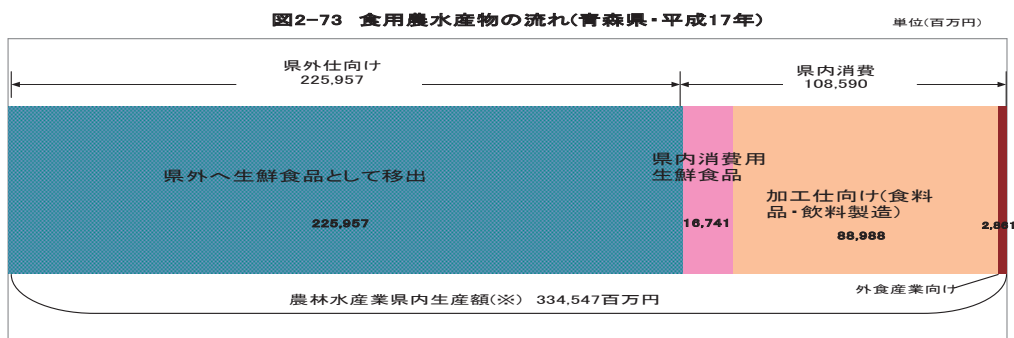 図2-73 食用農水産物の流れ(青森県・平成17年)
単位(百万円)
県外仕向け
225,957
県内消費
108,590
県外へ生鮮食品として移出
225,957
県内消費用
生鮮食品
16,741
加工仕向け(食料
品・飲料製造)
88,988
2,861
外食産業向け
農林水産業県内生産額(※) 334,547百万円